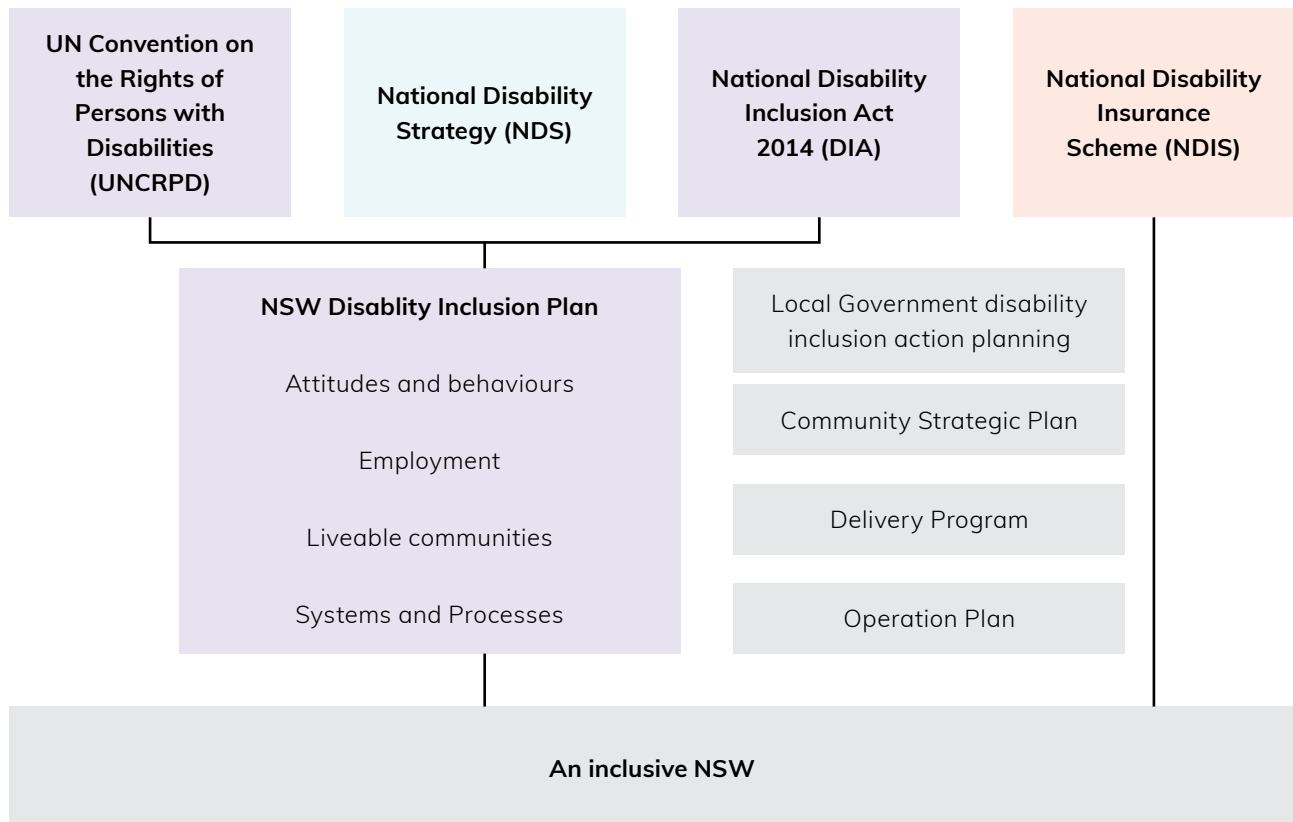 UN Convention on
the Rights of
Persons with
Disabilities
(UNCRPD)
National Disability
Strategy (NDS)
National Disability
Inclusion Act
2014 (DIA)
National Disability
Insurance
Scheme (NDIS)
NSW Disablity Inclusion Plan
Attitudes and behaviours
Employment
Liveable communities
Systems and Processes
Local Government disability
inclusion action planning
Community Strategic Plan
Delivery Program
Operation Plan
An inclusive NSW